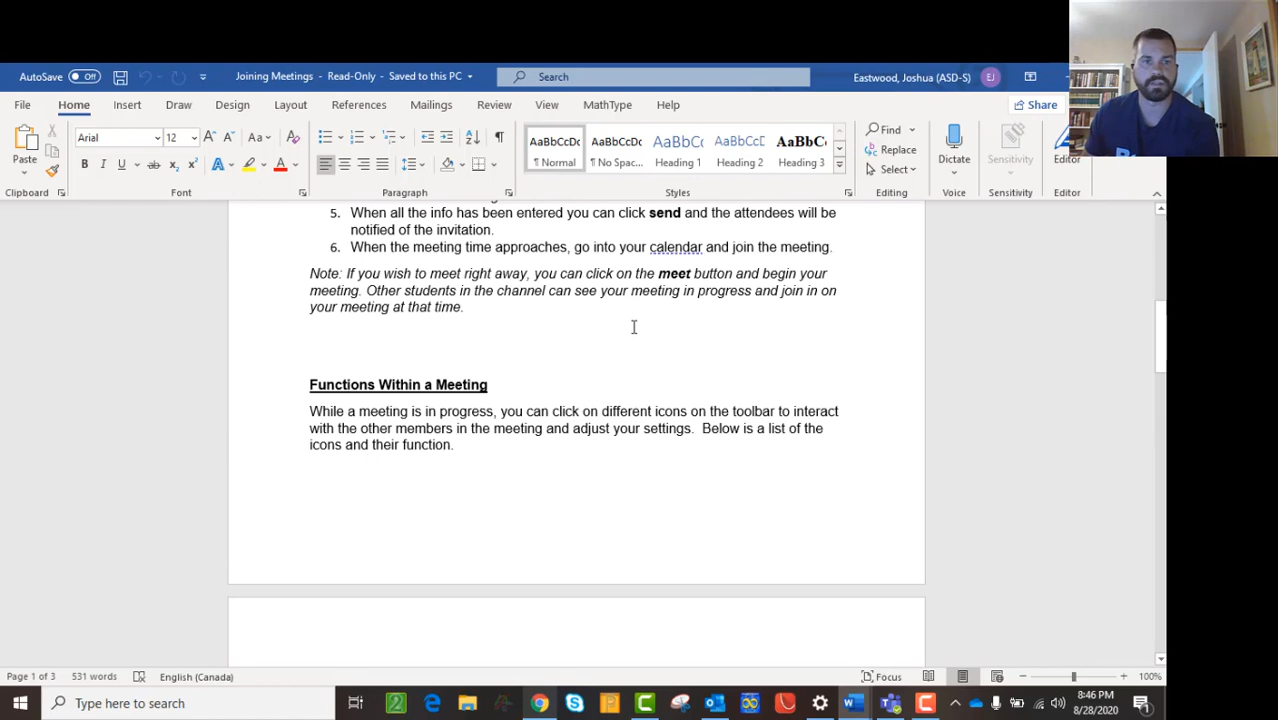 AutoSave Off Joining Meetings - Read-Only - Saved to this PC Search Eastwood, Joshua (ASD-S) EJ
File Home Insert Draw Design Layout References Mailings Review View MathType Help Share
Paste Arial 12 Aa AaBbCcDc AaBbCcDc AaBbC AaBbCcD AaBbC Find Dictate Sensitivity Editor
Replace
B I U ab x₂ x² A A ¶ Normal ¶ No Spac... Heading 1 Heading 2 Heading 3 Select
Clipboard Font Paragraph Styles Editing Voice Sensitivity Editor
5. When all the info has been entered you can click send and the attendees will be
notified of the invitation.
6. When the meeting time approaches, go into your calendar and join the meeting.
Note: If you wish to meet right away, you can click on the meet button and begin your
meeting. Other students in the channel can see your meeting in progress and join in on
your meeting at that time.
Functions Within a Meeting
While a meeting is in progress, you can click on different icons on the toolbar to interact
with the other members in the meeting and adjust your settings. Below is a list of the
icons and their function.
Page 1 of 3 531 words English (Canada) Focus 100%
Type here to search 8:46 PM
8/28/2020